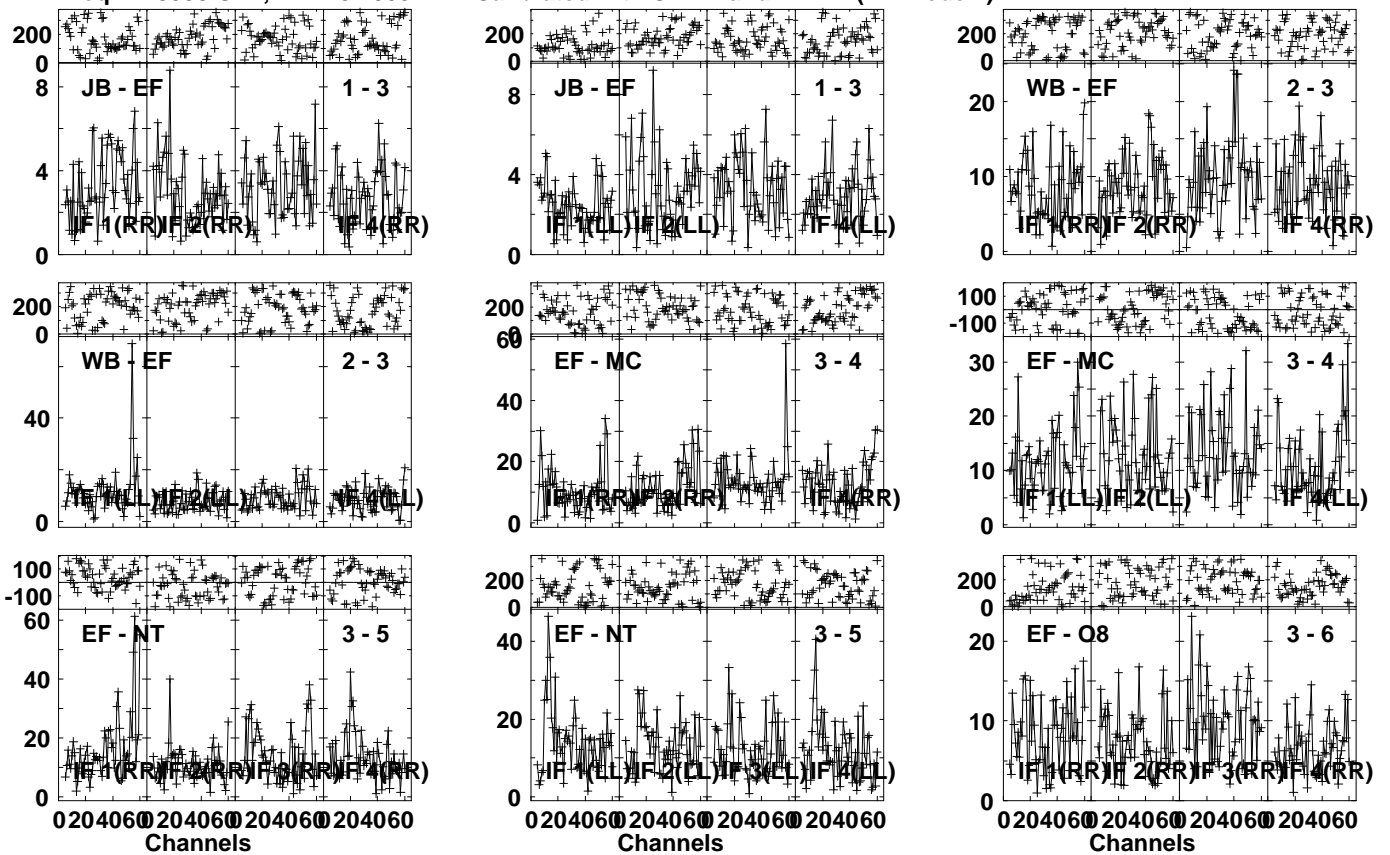 200
0
8
4
0
JB - EF
1 - 3
IF 1(RR)
IF 2(RR)
IF 4(RR)
200
0
8
4
0
JB - EF
1 - 3
IF 1(LL)
IF 2(LL)
IF 4(LL)
200
0
20
10
0
WB - EF
2 - 3
IF 1(RR)
IF 2(RR)
IF 4(RR)
200
0
40
20
0
WB - EF
2 - 3
IF 1(LL)
IF 2(LL)
IF 4(LL)
200
0
60
40
20
0
EF - MC
3 - 4
IF 1(RR)
IF 2(RR)
IF 4(RR)
100
-100
30
20
10
0
EF - MC
3 - 4
IF 1(LL)
IF 2(LL)
IF 4(LL)
100
-100
60
40
20
0
EF - NT
3 - 5
IF 1(RR)
IF 2(RR)
IF 3(RR)
IF 4(RR)
0 20 40 60 0 20 40 60 0 20 40 60 0 20 40 60
Channels
200
0
40
20
0
EF - NT
3 - 5
IF 1(LL)
IF 2(LL)
IF 3(LL)
IF 4(LL)
0 20 40 60 0 20 40 60 0 20 40 60 0 20 40 60
Channels
200
0
20
10
0
EF - O8
3 - 6
IF 1(RR)
IF 2(RR)
IF 3(RR)
IF 4(RR)
0 20 40 60 0 20 40 60 0 20 40 60 0 20 40 60
Channels